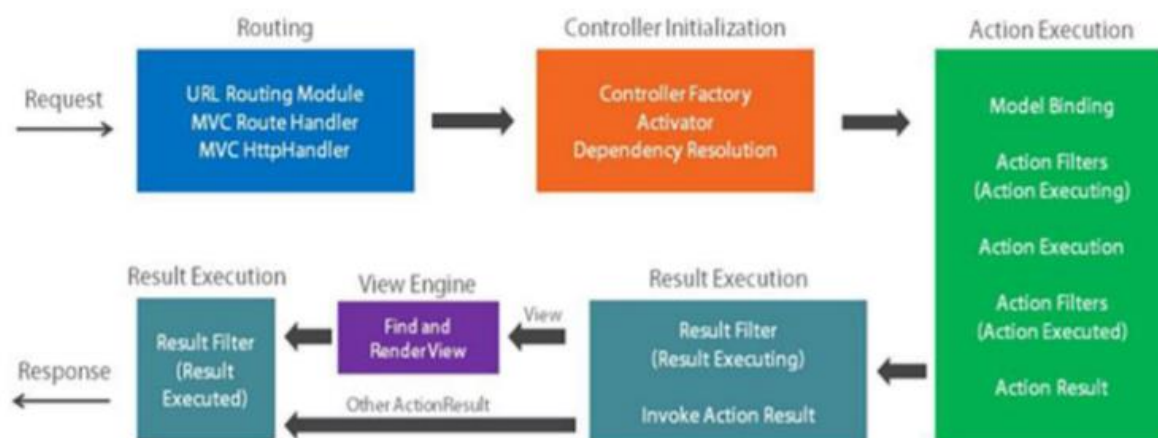 Routing
Controller Initialization
Action Execution
Request
URL Routing Module
MVC Route Handler
MVC HttpHandler
Controller Factory
Activator
Dependency Resolution
Model Binding
Action Filters
(Action Executing)
Action Execution
Action Filters
(Action Executed)
Action Result
Result Execution
Result Filter
(Result Executing)
Invoke Action Result
View
View Engine
Find and
Render View
Other ActionResult
Result Execution
Result Filter
(Result
Executed)
Response